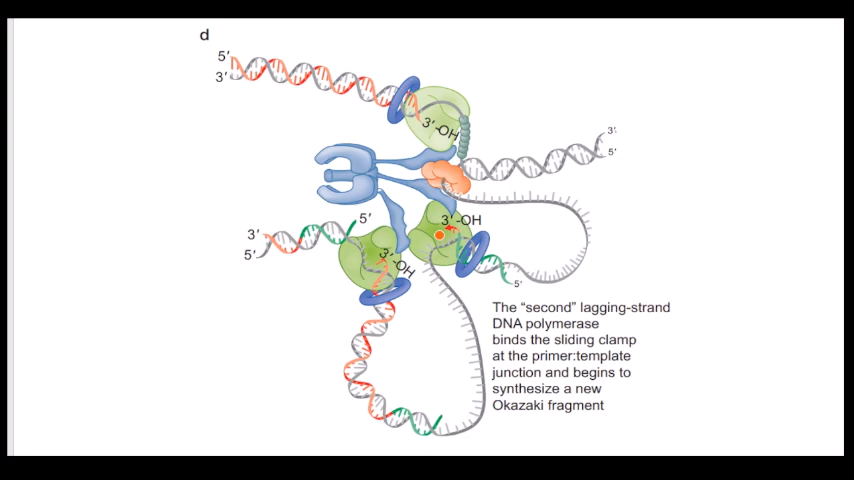 d
5′
3′
3′-OH
3′
5′
5′
3′-OH
3′
5′
3′-OH
5′
The “second” lagging-strand
DNA polymerase
binds the sliding clamp
at the primer:template
junction and begins to
synthesize a new
Okazaki fragment